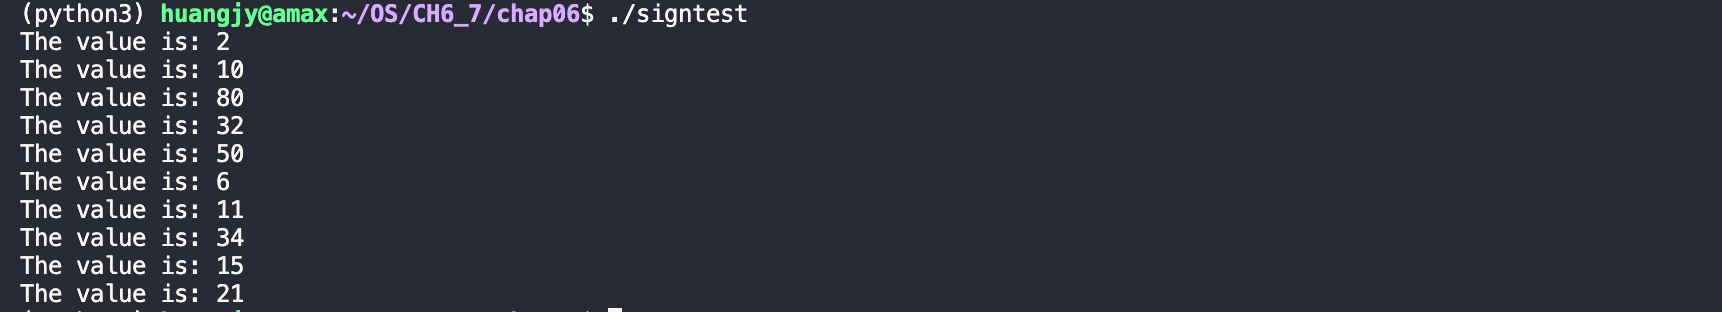 (python3) huangjy@amax:~/OS/CH6_7/chap06$ ./signtest
The value is: 2
The value is: 10
The value is: 80
The value is: 32
The value is: 50
The value is: 6
The value is: 11
The value is: 34
The value is: 15
The value is: 21